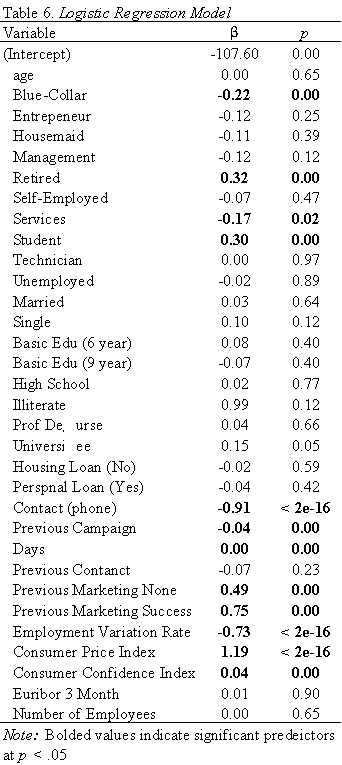 Table 6. Logistic Regression Model
Variable β p
(Intercept) -107.60 0.00
age 0.00 0.65
Blue-Collar -0.22 0.00
Entrepeneur -0.12 0.25
Housemaid -0.11 0.39
Management -0.12 0.12
Retired 0.32 0.00
Self-Employed -0.07 0.47
Services -0.17 0.02
Student 0.30 0.00
Technician 0.00 0.97
Unemployed -0.02 0.89
Married 0.03 0.64
Single 0.10 0.12
Basic Edu (6 year) 0.08 0.40
Basic Edu (9 year) -0.07 0.40
High School 0.02 0.77
Illiterate 0.99 0.12
Prof 0.04 0.66
0.15 0.05
Housing Loan (No) -0.02 0.59
Perspnal Loan (Yes) -0.04 0.42
Contact (phone) -0.91 < 2e-16
Previous Campaign -0.04 0.00
Days 0.00 0.00
Previous Contanct -0.07 0.23
Previous Marketing None 0.49 0.00
Previous Marketing Success 0.75 0.00
Employment Variation Rate -0.73 < 2e-16
Consumer Price Index 1.19 < 2e-16
Consumer Confidence Index 0.04 0.00
Euribor 3 Month 0.01 0.90
Number of Employees 0.00 0.65
Note: Bolded values indicate significant predeictors
at p < .05